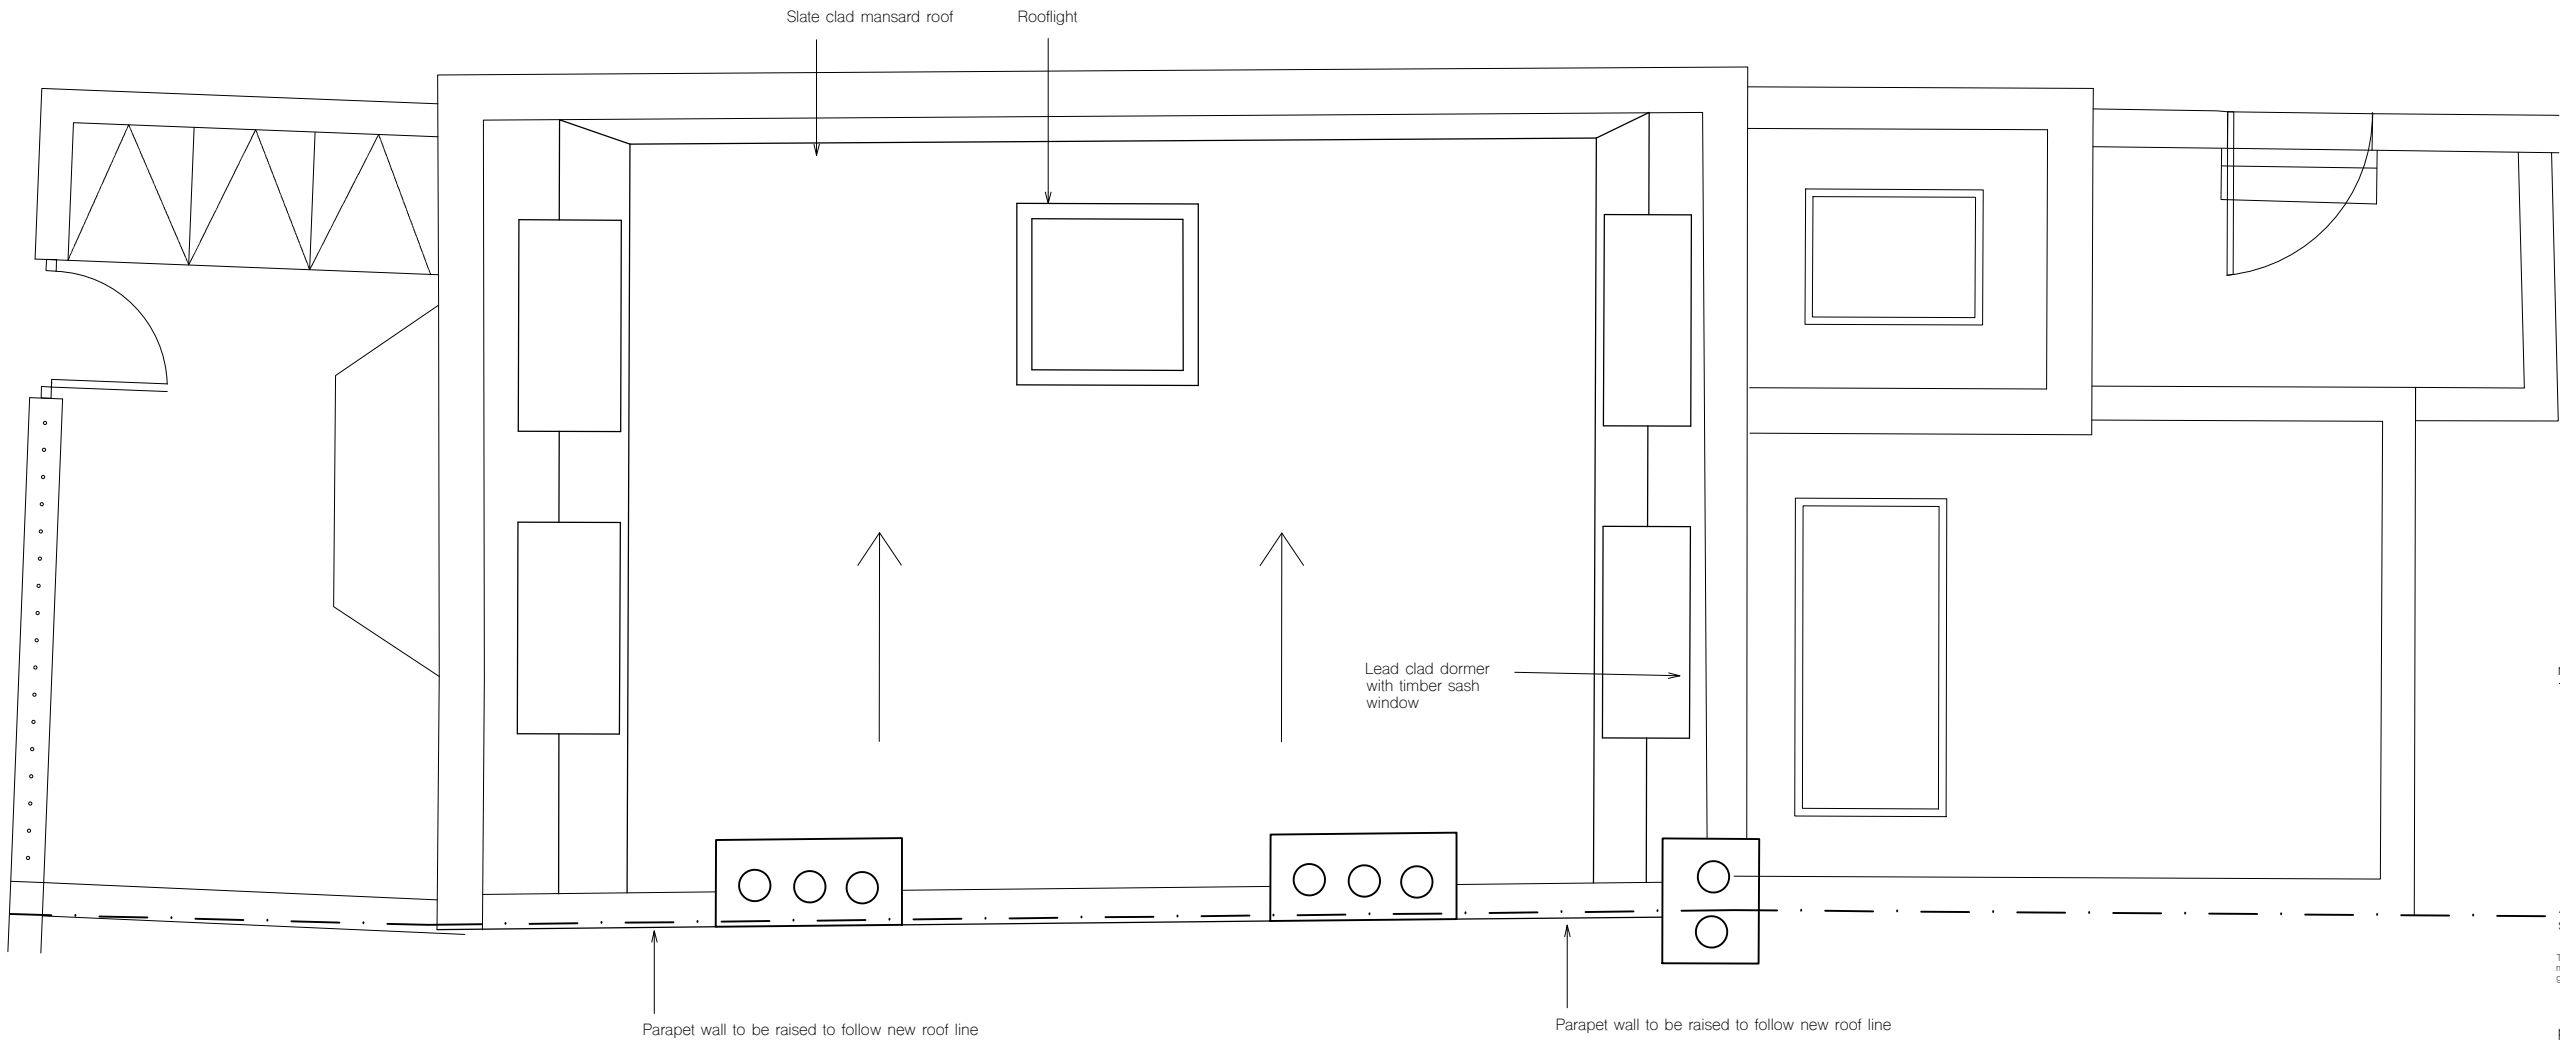 Slate clad mansard roof
Rooflight
Lead clad dormer
with timber sash
window
Parapet wall to be raised to follow new roof line
Parapet wall to be raised to follow new roof line